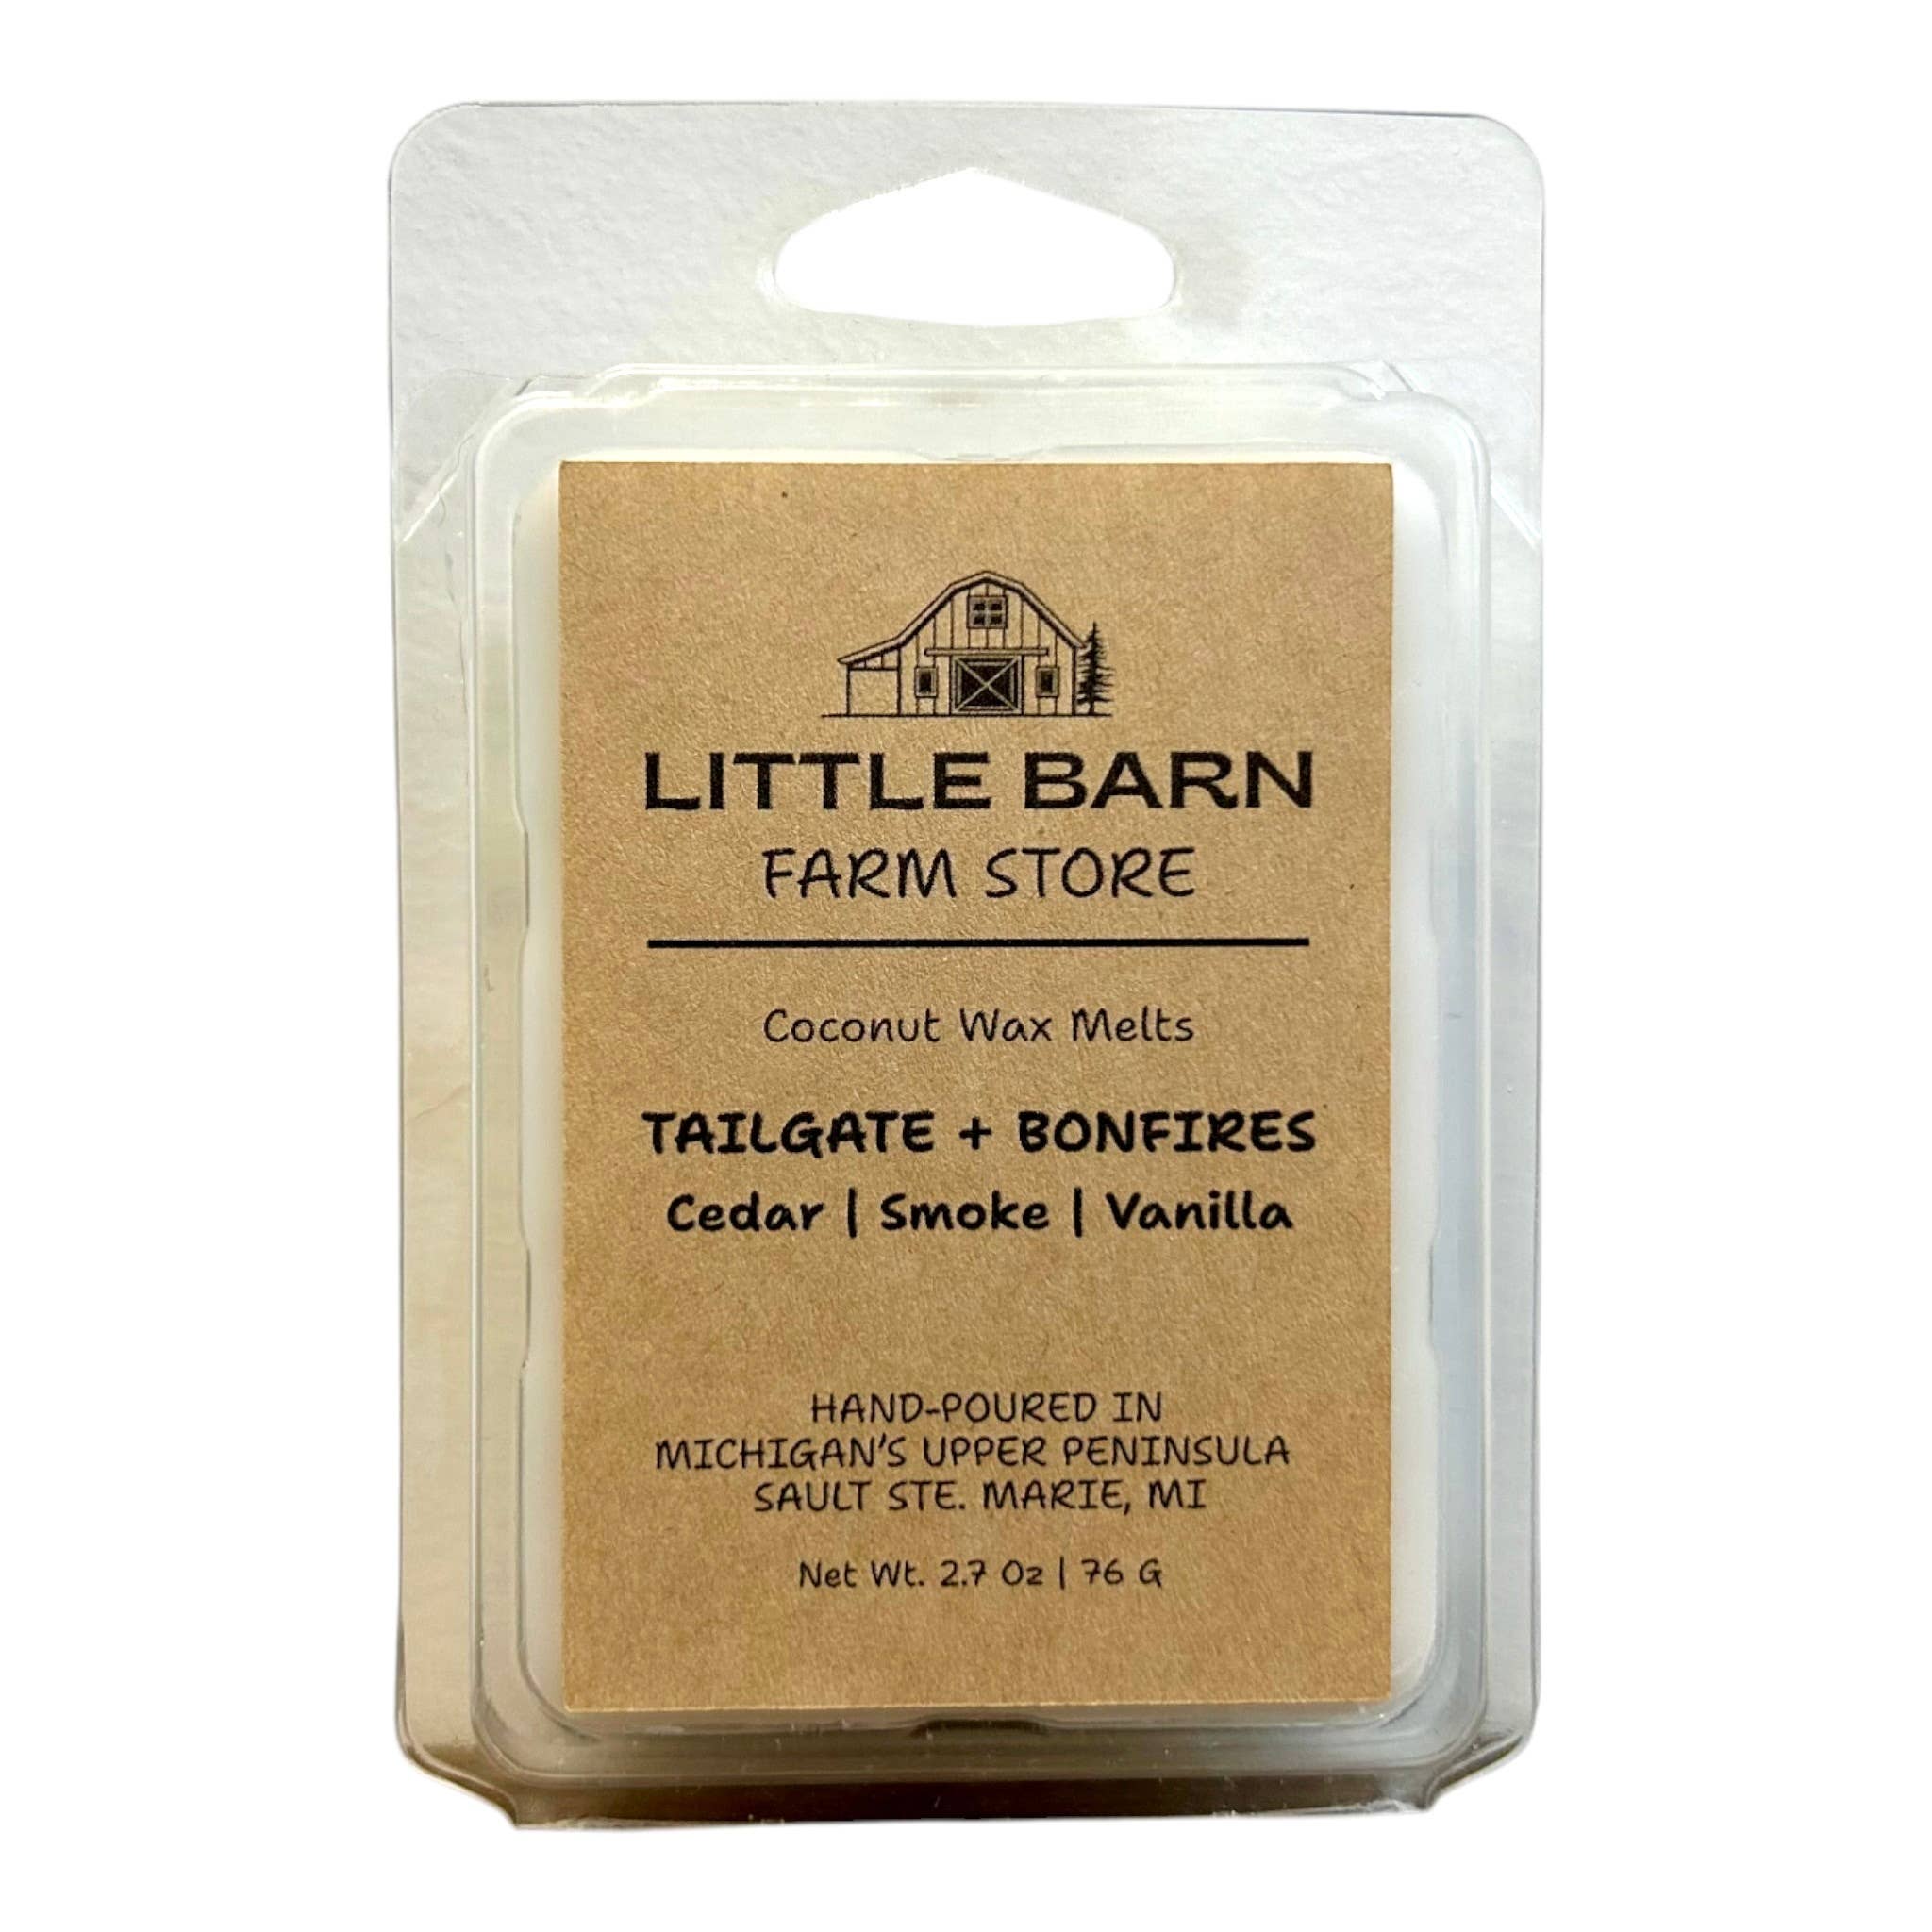 LITTLE BARN
FARM STORE
Coconut Wax Melts
TAILGATE + BONFIRES
Cedar | Smoke | Vanilla
HAND-POURED IN
MICHIGAN'S UPPER PENINSULA
SAULT STE. MARIE, MI
Net Wt. 2.7 Oz | 76 G